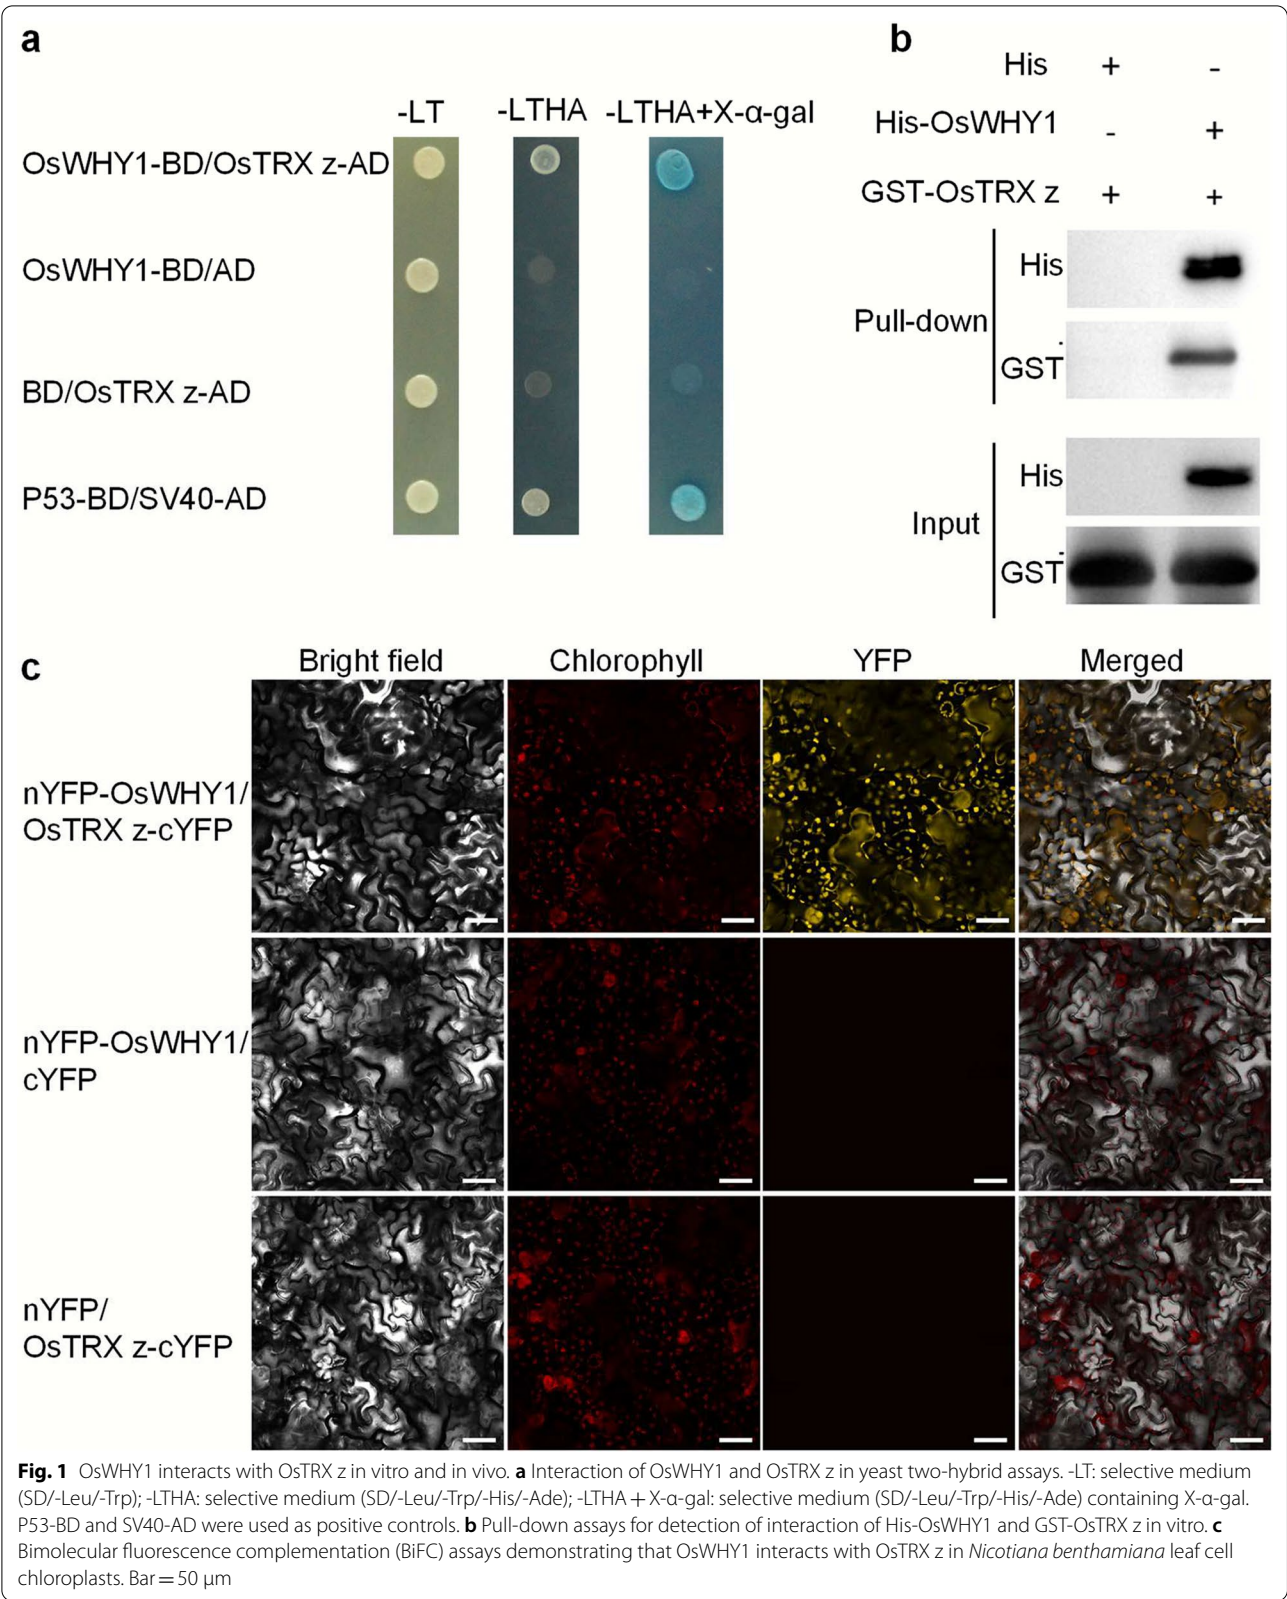 a
-LT -LTHA -LTHA+X-α-gal
OsWHY1-BD/OsTRX z-AD
OsWHY1-BD/AD
BD/OsTRX z-AD
P53-BD/SV40-AD
b
His + -
His-OsWHY1 - +
GST-OsTRX z + +
Pull-down
His
GST
Input
His
GST
c
Bright field Chlorophyll YFP Merged
nYFP-OsWHY1/
OsTRX z-cYFP
nYFP-OsWHY1/
cYFP
nYFP/
OsTRX z-cYFP
Fig. 1 OsWHY1 interacts with OsTRX z in vitro and in vivo. a Interaction of OsWHY1 and OsTRX z in yeast two-hybrid assays. -LT: selective medium
(SD/-Leu/-Trp); -LTHA: selective medium (SD/-Leu/-Trp/-His/-Ade); -LTHA + X-α-gal: selective medium (SD/-Leu/-Trp/-His/-Ade) containing X-α-gal.
P53-BD and SV40-AD were used as positive controls. b Pull-down assays for detection of interaction of His-OsWHY1 and GST-OsTRX z in vitro. c
Bimolecular fluorescence complementation (BiFC) assays demonstrating that OsWHY1 interacts with OsTRX z in Nicotiana benthamiana leaf cell
chloroplasts. Bar = 50 μm